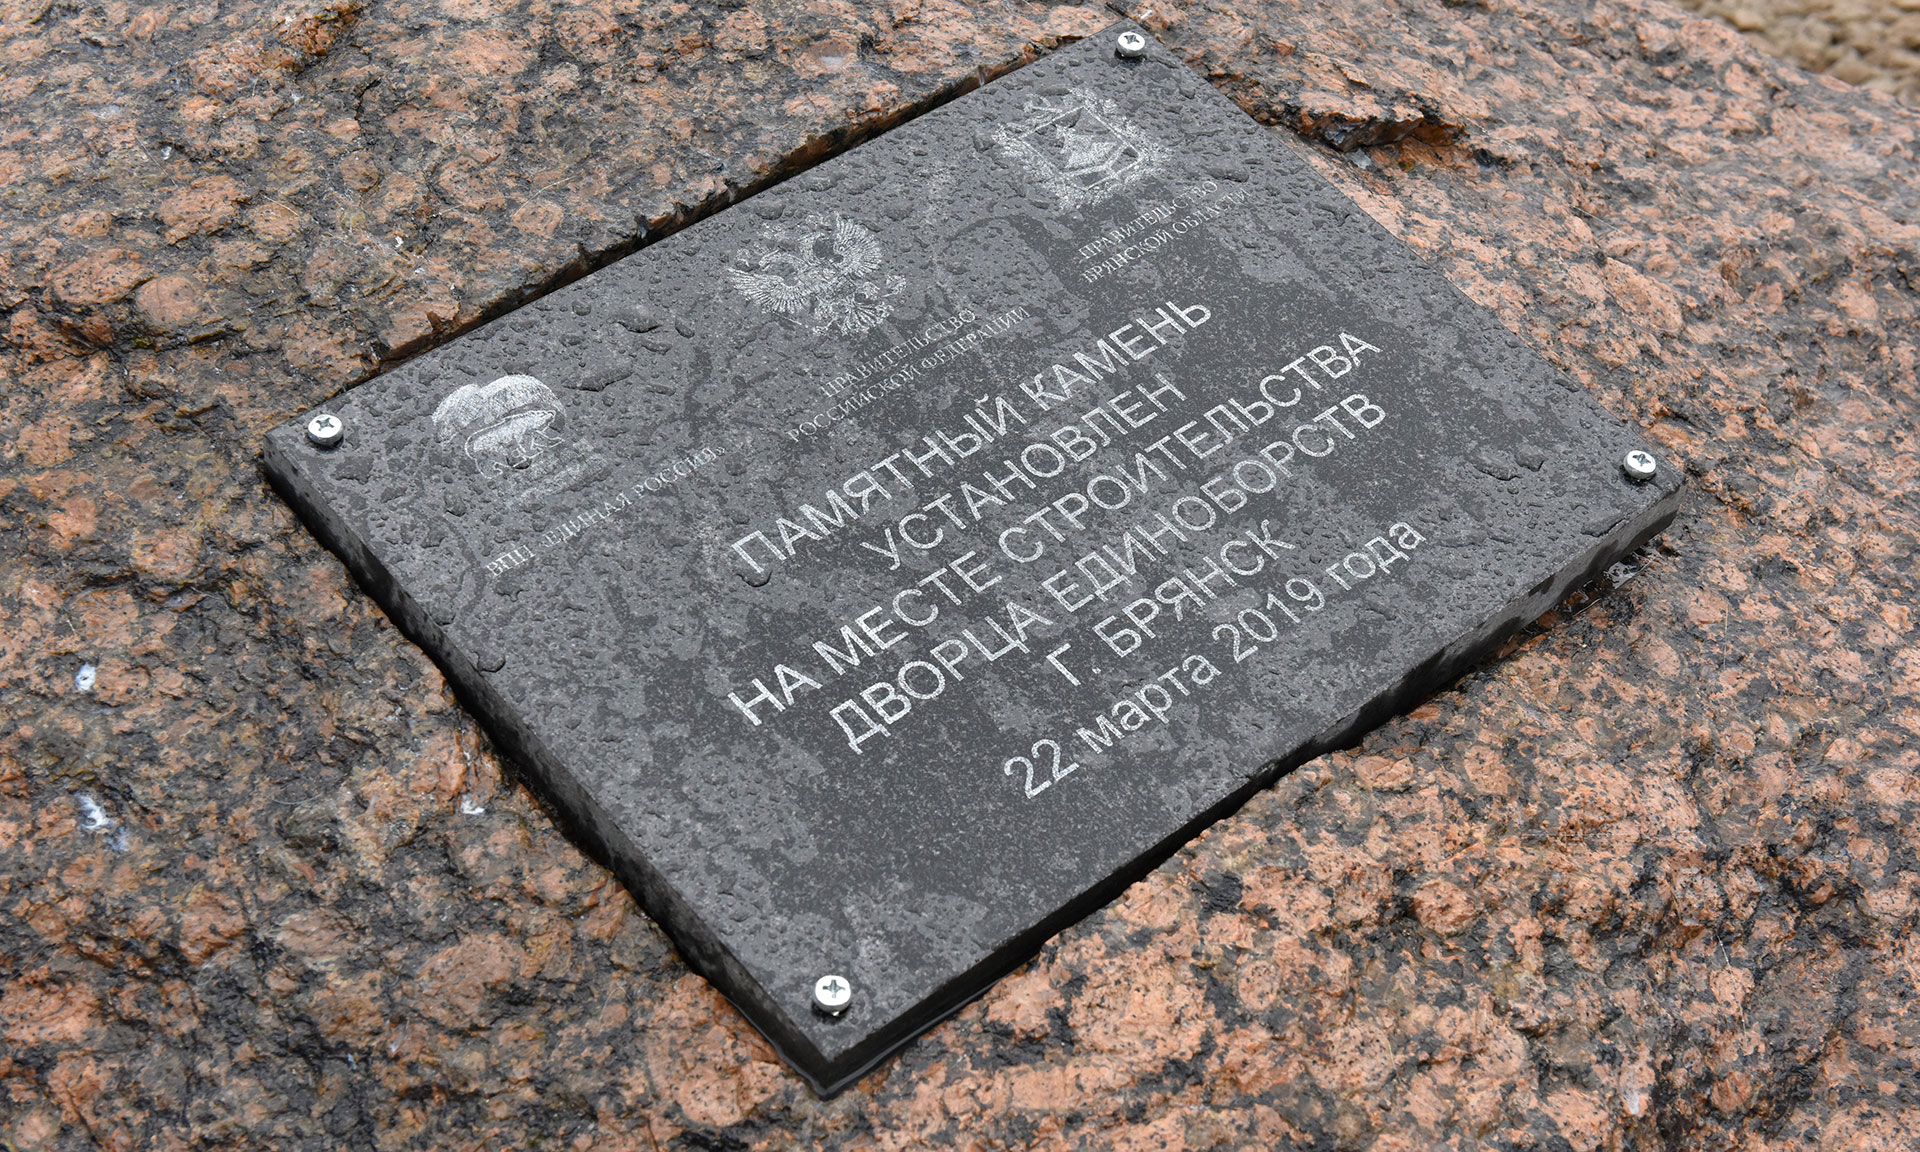 ВПП «ЕДИНАЯ РОССИЯ»
ПРАВИТЕЛЬСТВО
РОССИЙСКОЙ ФЕДЕРАЦИИ
ПРАВИТЕЛЬСТВО
БРЯНСКОЙ ОБЛАСТИ
ПАМЯТНЫЙ КАМЕНЬ
УСТАНОВЛЕН
НА МЕСТЕ СТРОИТЕЛЬСТВА
ДВОРЦА ЕДИНОБОРСТВ
Г. БРЯНСК
22 марта 2019 года